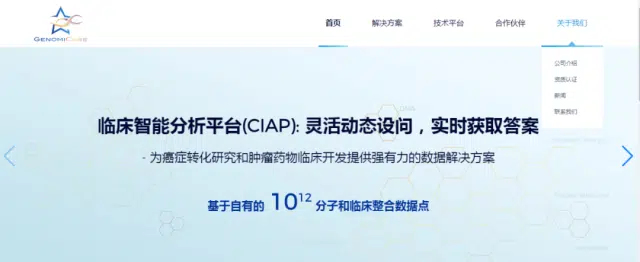 GENOMICARE
首页 解决方案 技术平台 合作伙伴 关于我们
公司介绍
资质认证
新闻
联系我们
临床智能分析平台(CIAP): 灵活动态设问，实时获取答案
- 为癌症转化研究和肿瘤药物临床开发提供强有力的数据解决方案
基于自有的 10¹² 分子和临床整合数据点